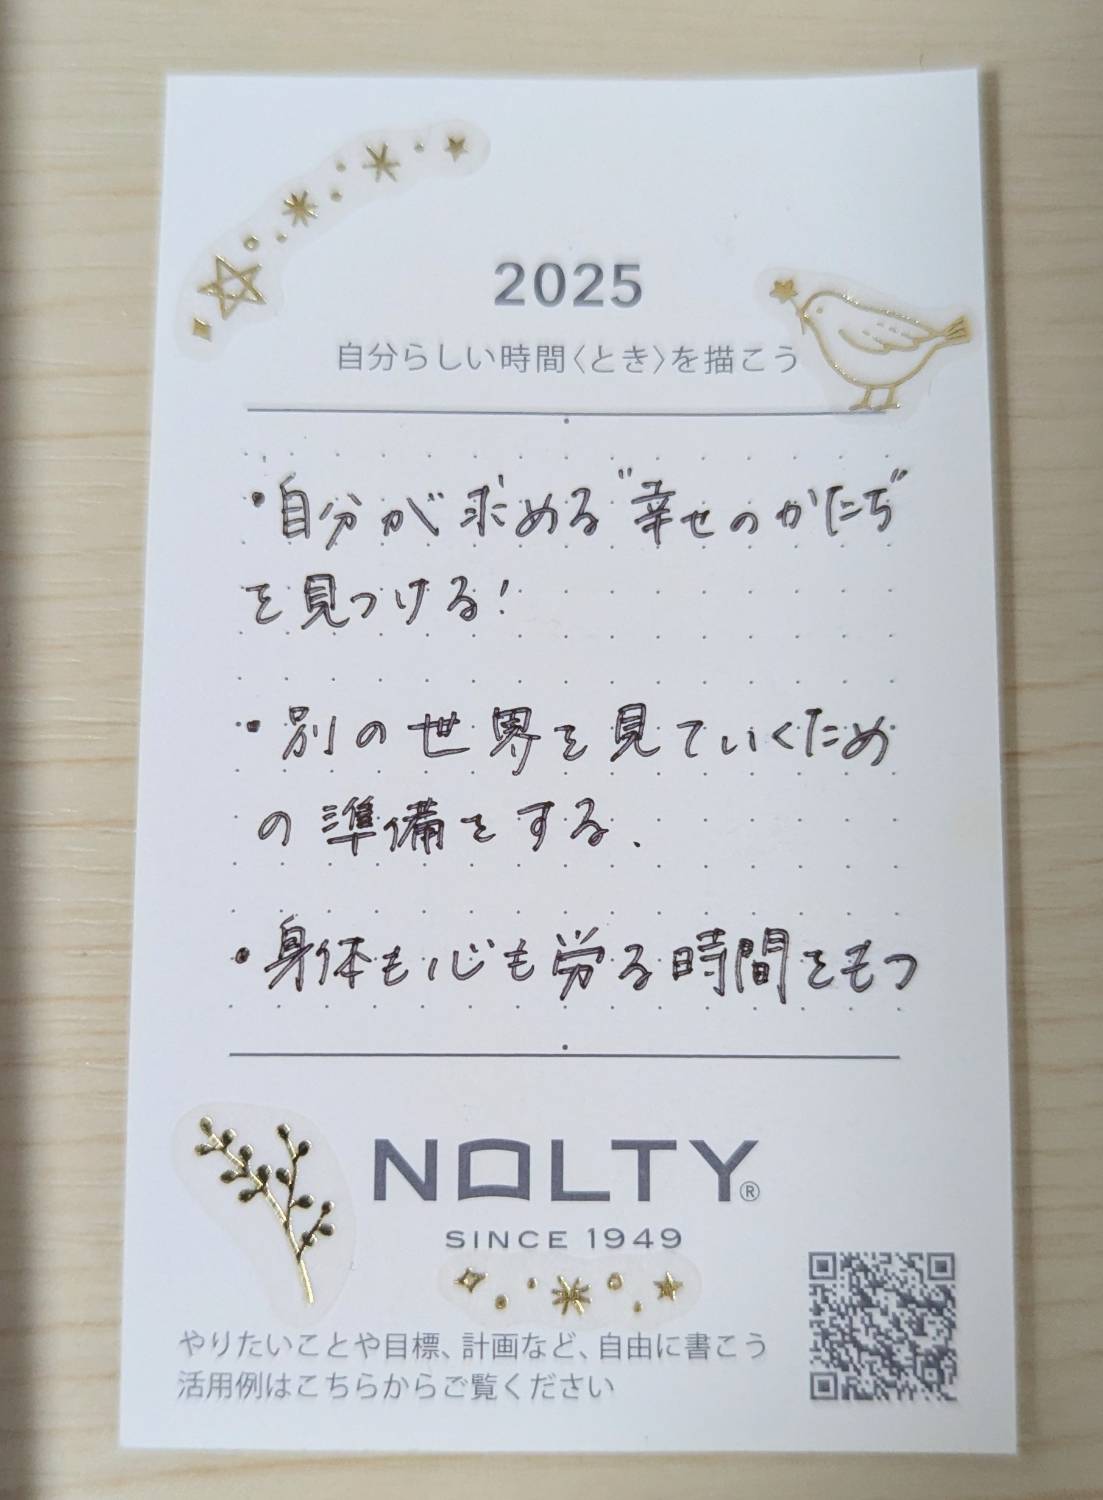 2025
自分らしい時間〈とき〉を描こう
・自分が求める"幸せのかたち"
を見つける!
・別の世界を見ていくため
の準備をする.
・身体も心も労る時間をもつ
NOLTY®
SINCE 1949
やりたいことや目標、計画など、自由に書こう
活用例はこちらからご覧ください